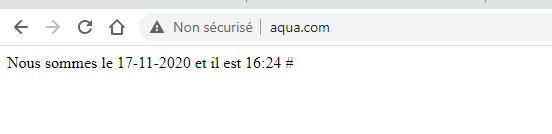 Non sécurisé | aqua.com
Nous sommes le 17-11-2020 et il est 16:24 #